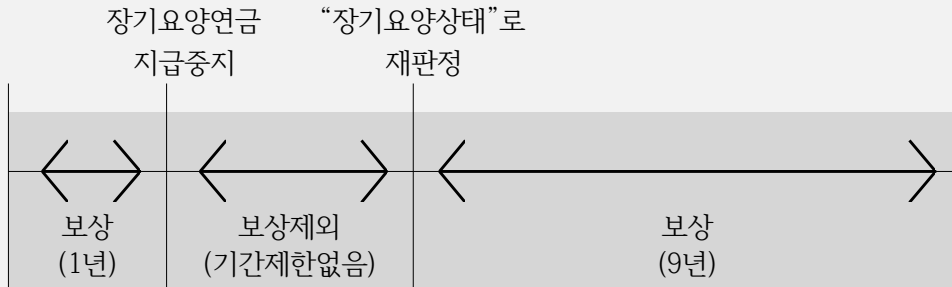 장기요양연금
지급중지
“장기요양상태”로
재판정
보상
(1년)
보상제외
(기간제한없음)
보상
(9년)